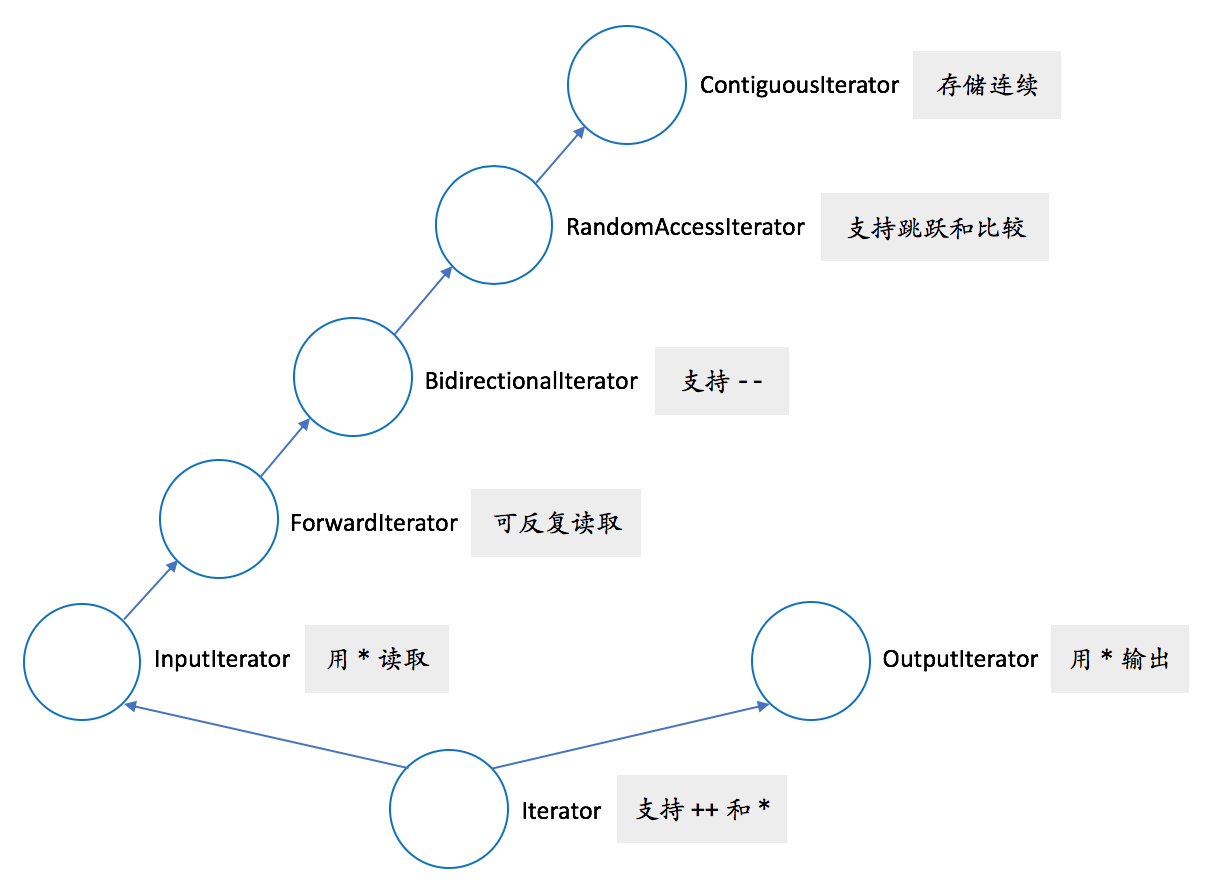 ContiguousIterator 存储连续
RandomAccessIterator 支持跳跃和比较
BidirectionalIterator 支持 --
ForwardIterator 可反复读取
InputIterator 用 * 读取
OutputIterator 用 * 输出
Iterator 支持 ++ 和 *